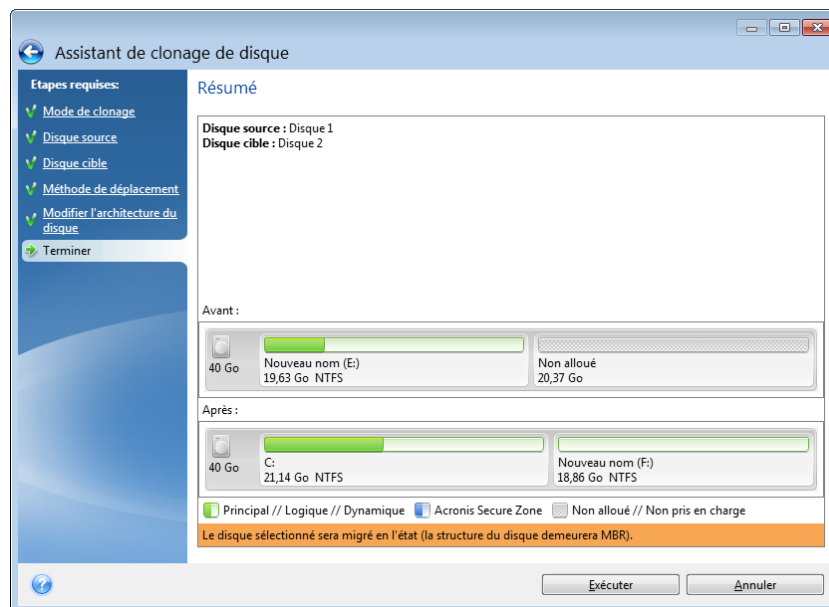 Assistant de clonage de disque
Etapes requises:
Mode de clonage
Disque source
Disque cible
Méthode de déplacement
Modifier l'architecture du
disque
Terminer
Résumé
Disque source : Disque 1
Disque cible : Disque 2
Avant :
40 Go
Nouveau nom (E:)
19,63 Go NTFS
Non alloué
20,37 Go
Après :
40 Go
C:
21,14 Go NTFS
Nouveau nom (F:)
18,86 Go NTFS
Principal // Logique // Dynamique Acronis Secure Zone Non alloué // Non pris en charge
Le disque sélectionné sera migré en l'état (la structure du disque demeurera MBR).
? Exécuter Annuler